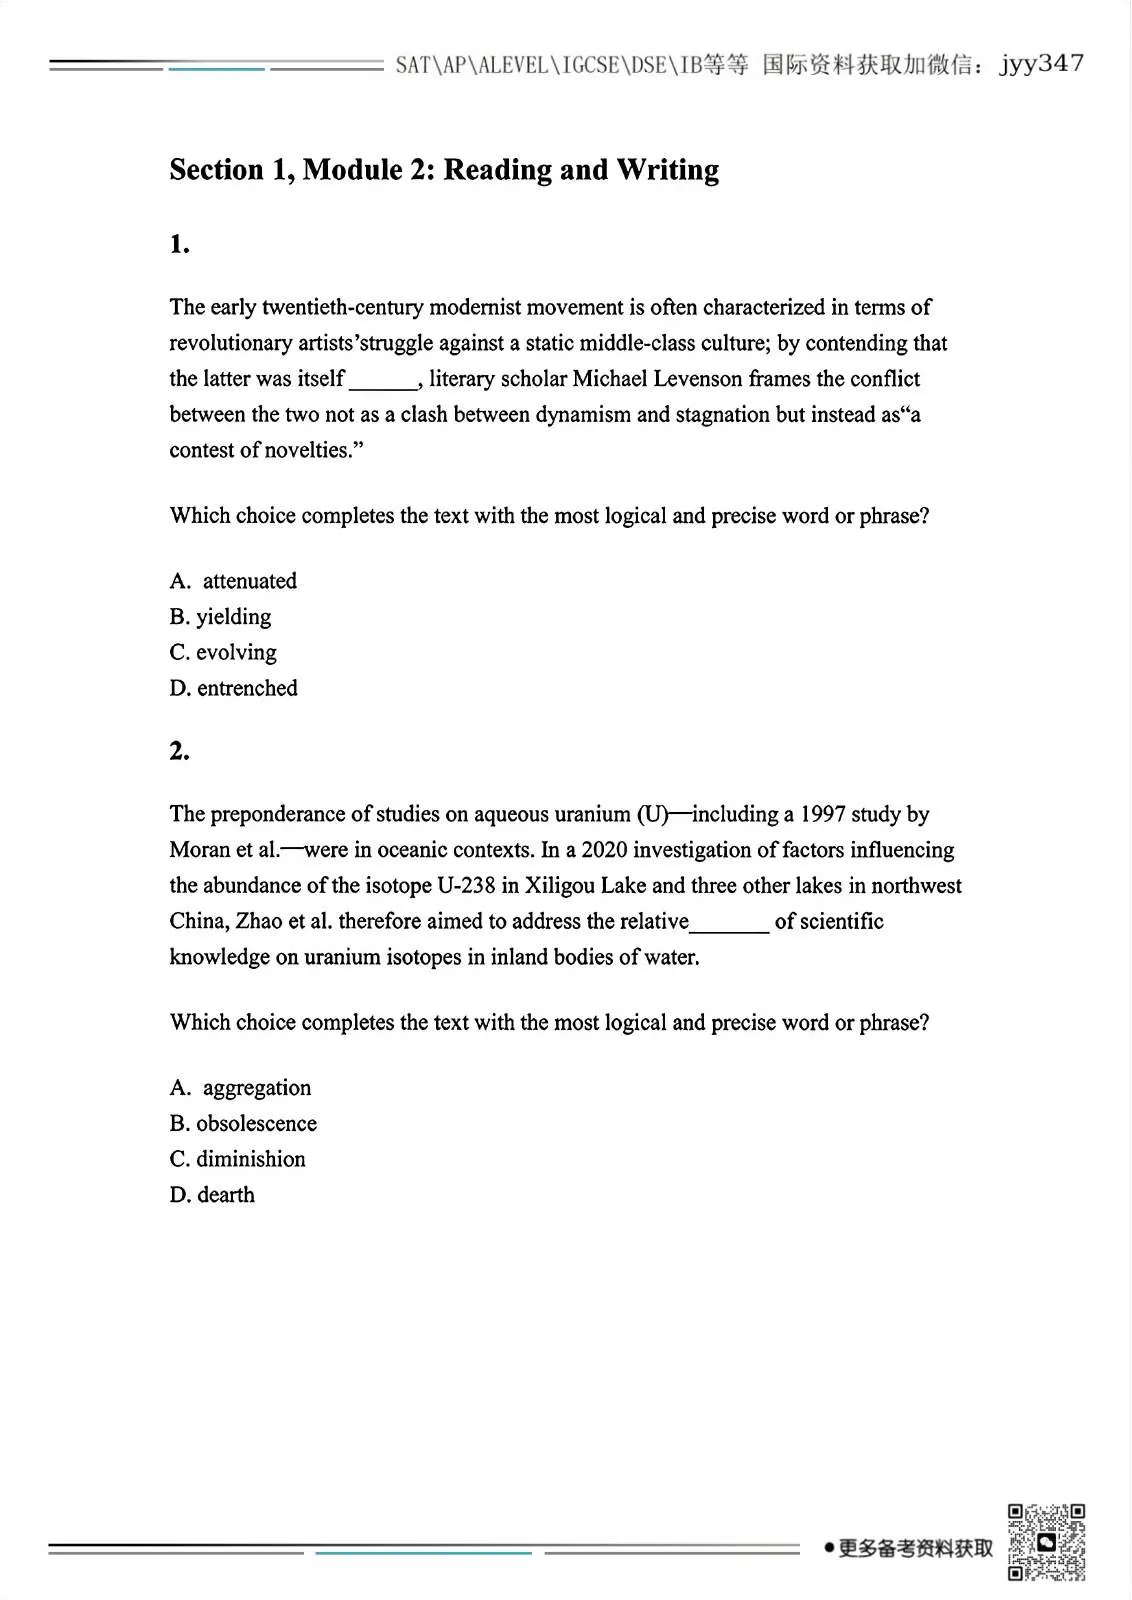 SAT\AP\ALEVEL\IGCSE\DSE\IB等等 国际资料获取加微信：jyy347
Section 1, Module 2: Reading and Writing
1.
The early twentieth-century modernist movement is often characterized in terms of
revolutionary artists’struggle against a static middle-class culture; by contending that
the latter was itself ______, literary scholar Michael Levenson frames the conflict
between the two not as a clash between dynamism and stagnation but instead as“a
contest of novelties.”
Which choice completes the text with the most logical and precise word or phrase?
A. attenuated
B. yielding
C. evolving
D. entrenched
2.
The preponderance of studies on aqueous uranium (U)—including a 1997 study by
Moran et al.—were in oceanic contexts. In a 2020 investigation of factors influencing
the abundance of the isotope U-238 in Xiligou Lake and three other lakes in northwest
China, Zhao et al. therefore aimed to address the relative_______ of scientific
knowledge on uranium isotopes in inland bodies of water.
Which choice completes the text with the most logical and precise word or phrase?
A. aggregation
B. obsolescence
C. diminishion
D. dearth
●更多备考资料获取